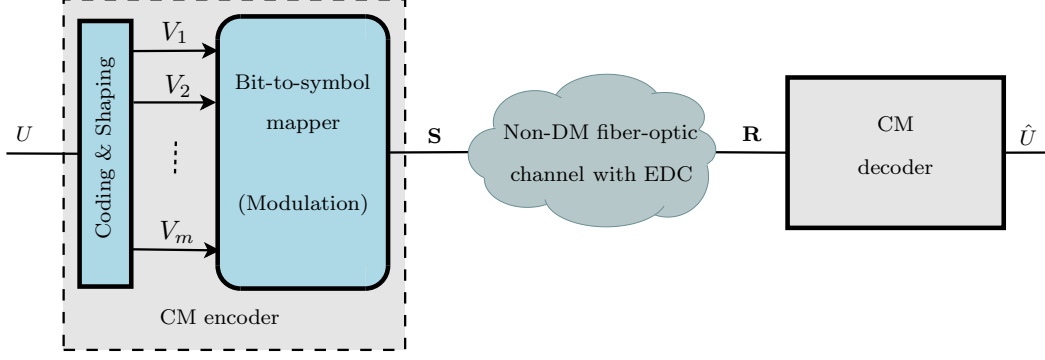 U
Coding & Shaping
V1
V2
Vm
Bit-to-symbol
mapper
(Modulation)
CM encoder
S
Non-DM fiber-optic
channel with EDC
R
CM
decoder
Û